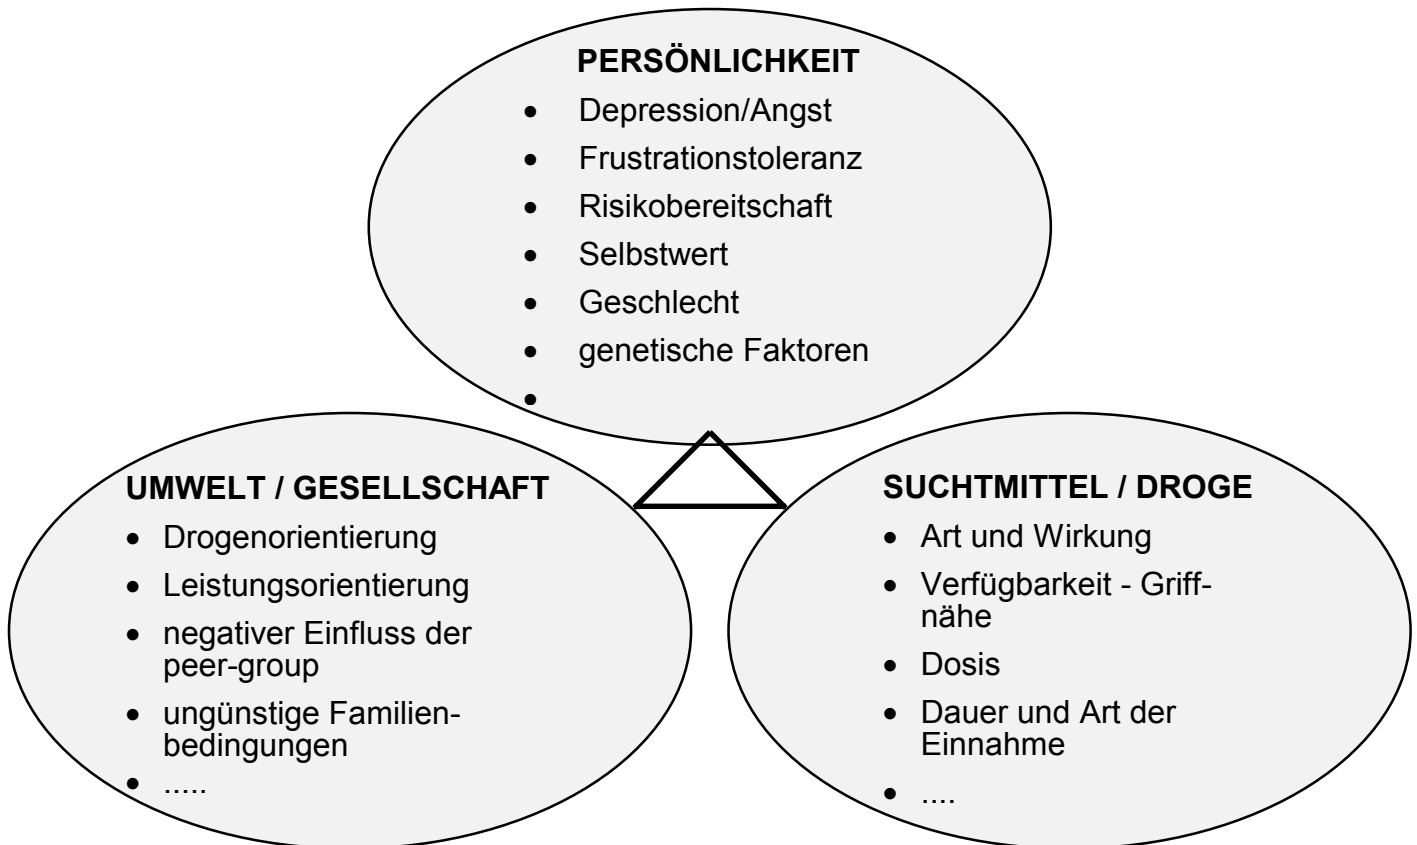 PERSÖNLICHKEIT
• Depression/Angst
• Frustrationstoleranz
• Risikobereitschaft
• Selbstwert
• Geschlecht
• genetische Faktoren
•
UMWELT / GESELLSCHAFT
• Drogenorientierung
• Leistungsorientierung
• negativer Einfluss der
peer-group
• ungünstige Familien-
bedingungen
• .....
SUCHTMITTEL / DROGE
• Art und Wirkung
• Verfügbarkeit - Griff-
nähe
• Dosis
• Dauer und Art der
Einnahme
• ....